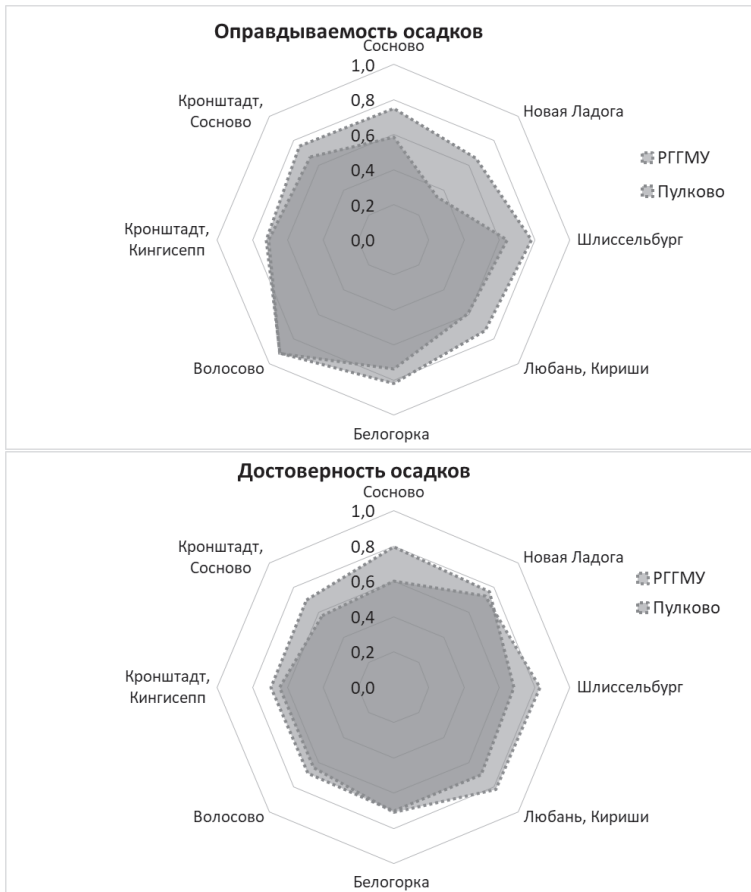 Оправдываемость осадков
Сосново
1,0
Кронштадт,
Сосново
0,8
Новая Ладога
0,6
РГГМУ
0,4
Пулково
0,2
Кронштадт,
Кингисепп
0,0
Шлиссельбург
Волосово
Любань, Кириши
Белогорка
Достоверность осадков
Сосново
1,0
Кронштадт,
Сосново
0,8
Новая Ладога
0,6
РГГМУ
0,4
Пулково
0,2
Кронштадт,
Кингисепп
0,0
Шлиссельбург
Волосово
Любань, Кириши
Белогорка